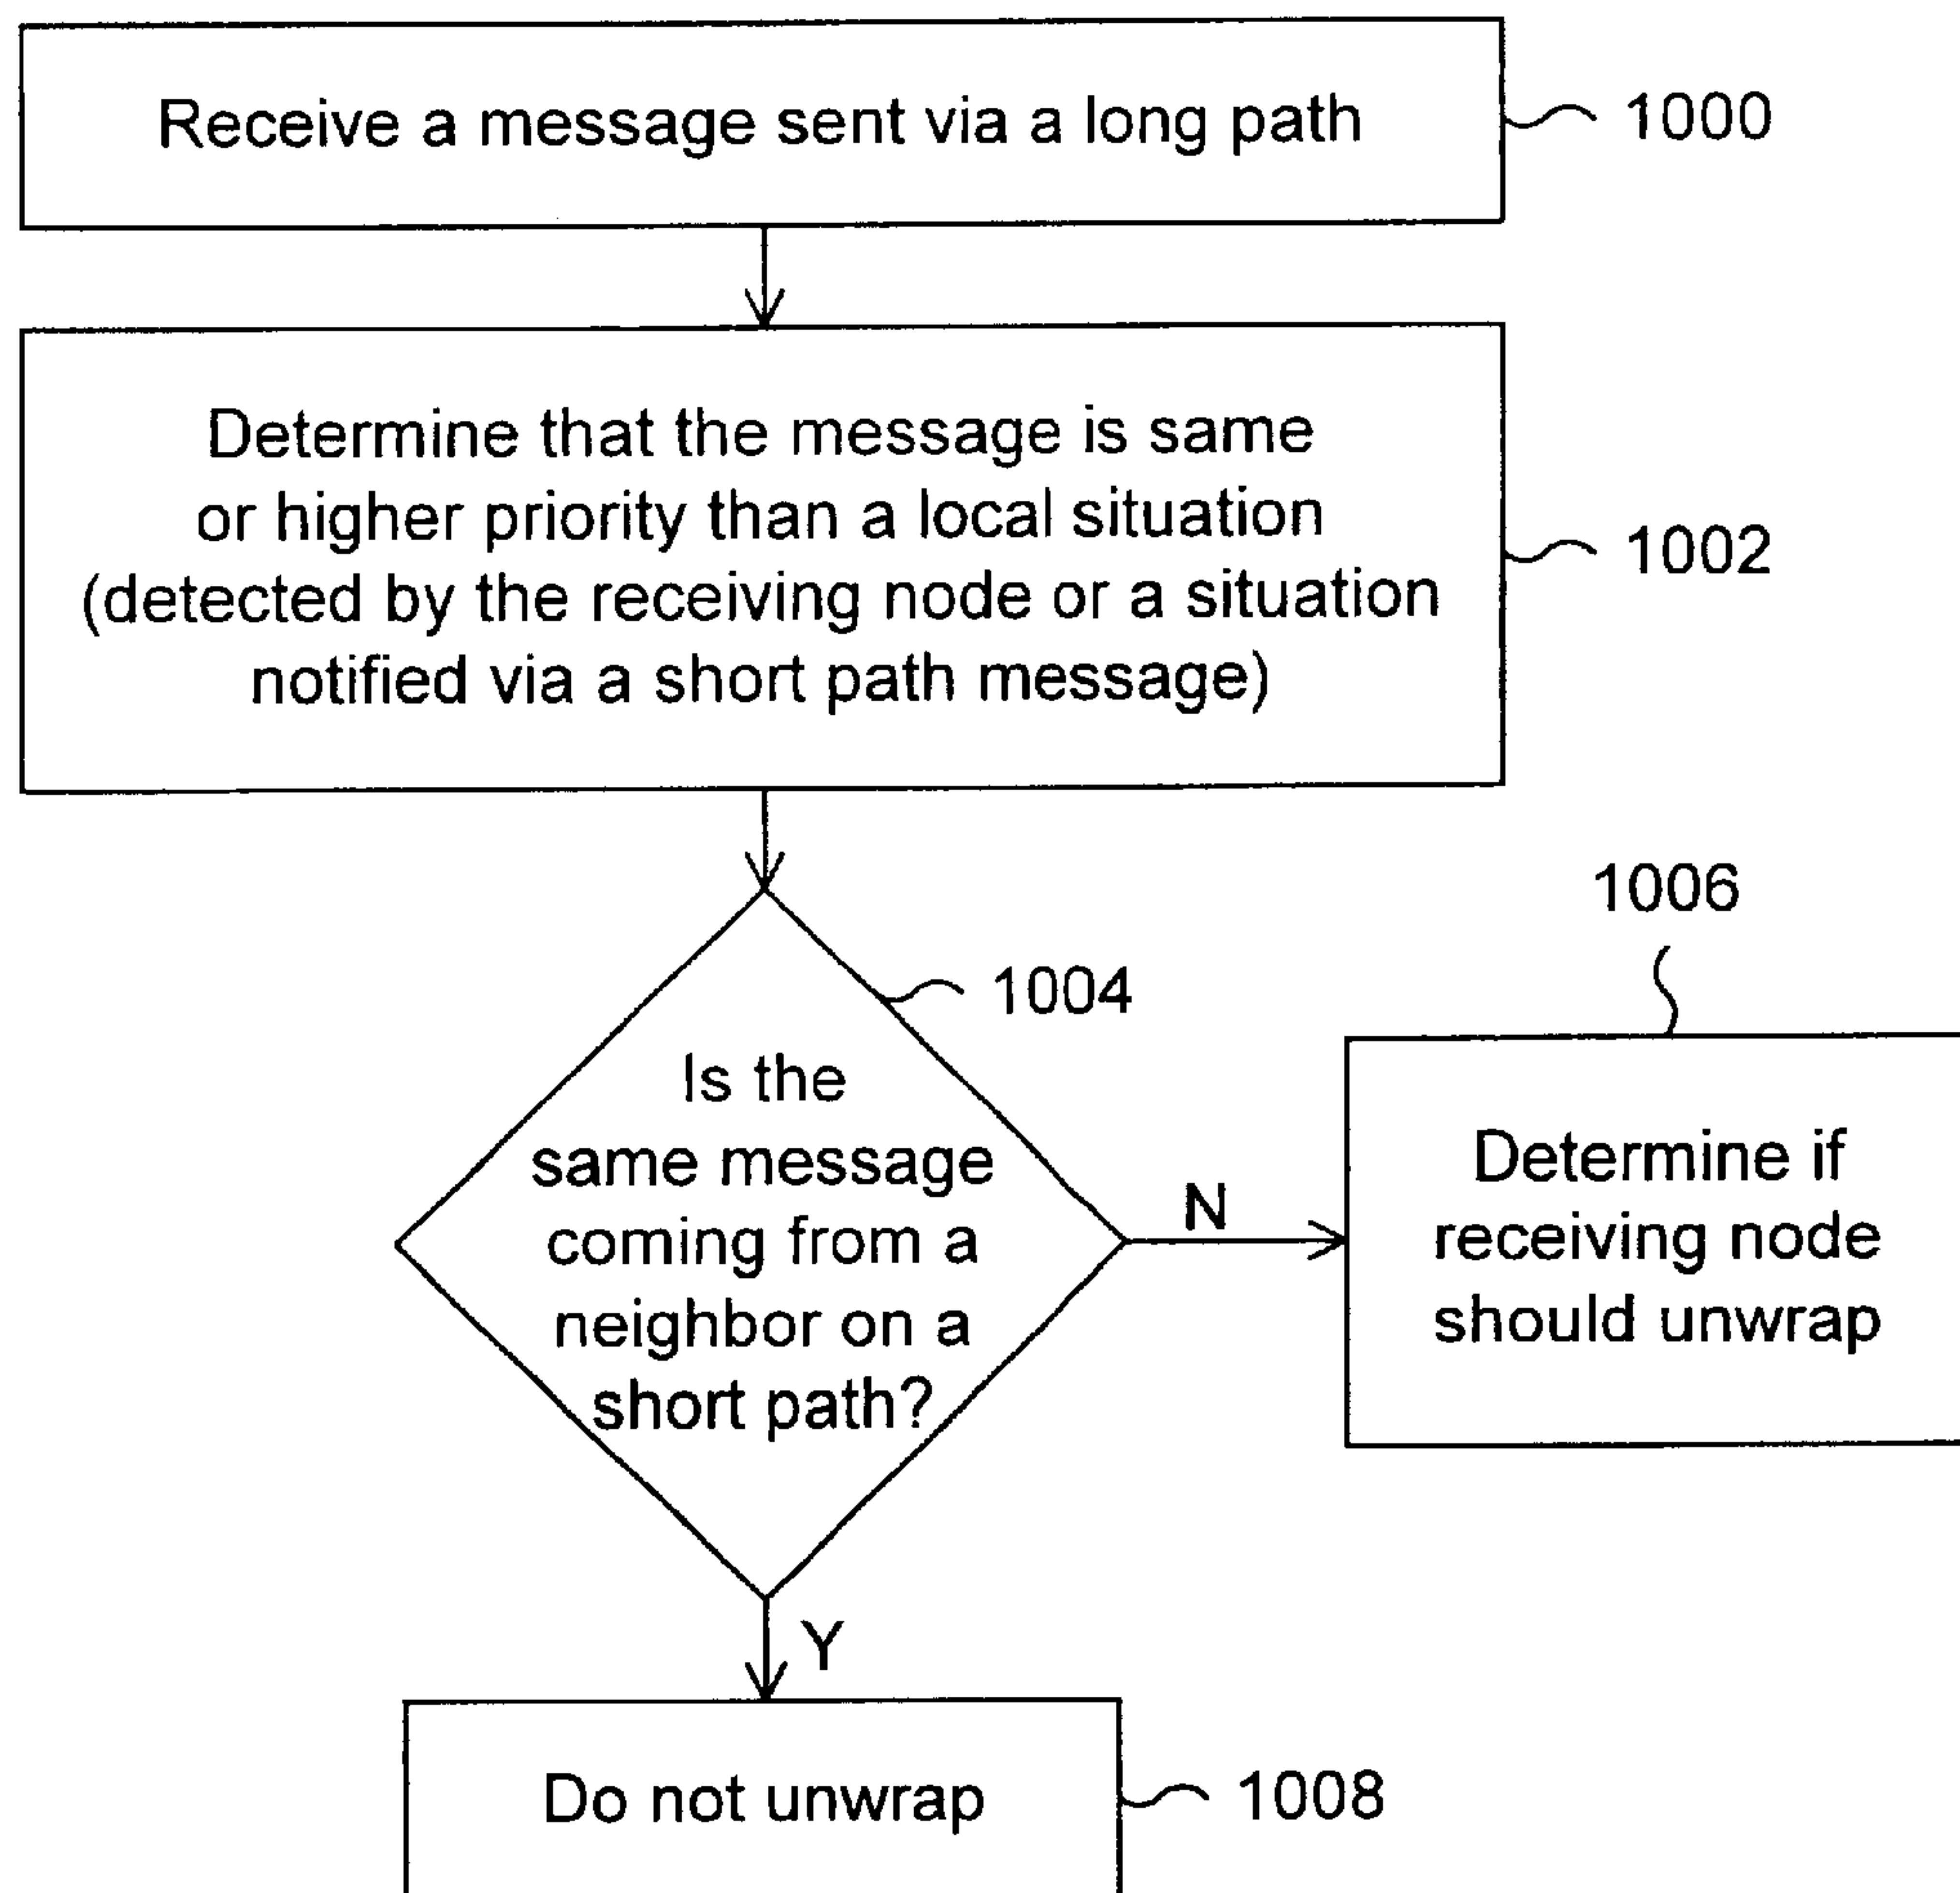 Receive a message sent via a long path
1000
Determine that the message is same
or higher priority than a local situation
(detected by the receiving node or a situation
notified via a short path message)
1002
1004
Is the
same message
coming from a
neighbor on a
short path?
N
1006
Determine if
receiving node
should unwrap
Y
Do not unwrap
1008